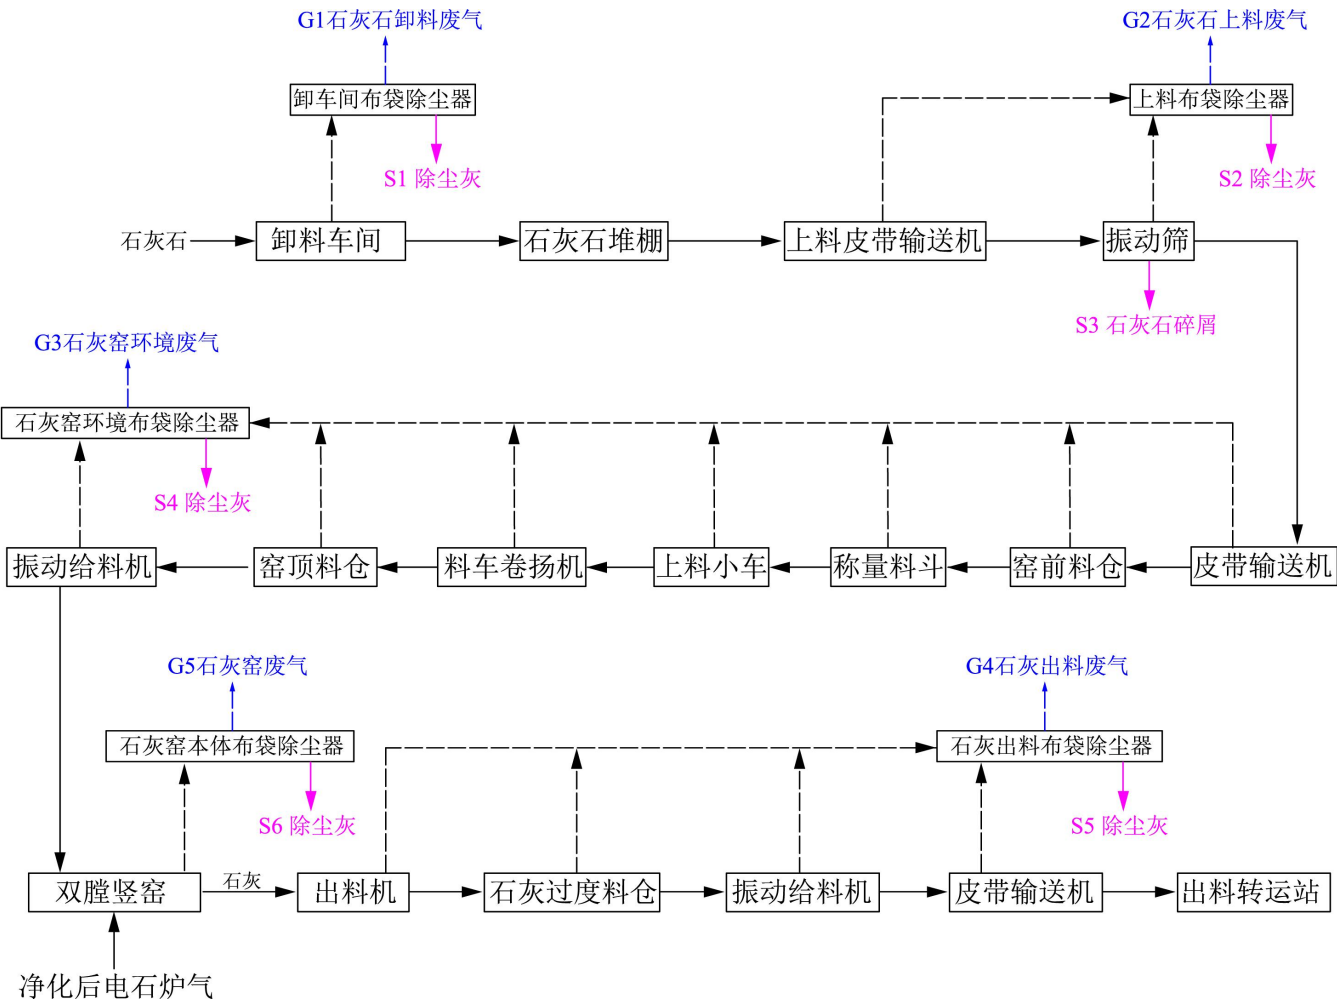 G1石灰石卸料废气
G2石灰石上料废气
卸车间布袋除尘器
上料布袋除尘器
S1 除尘灰
S2 除尘灰
石灰石
卸料车间
石灰石堆棚
上料皮带输送机
振动筛
S3 石灰石碎屑
G3石灰窑环境废气
石灰窑环境布袋除尘器
S4 除尘灰
振动给料机
窑顶料仓
料车卷扬机
上料小车
称量料斗
窑前料仓
皮带输送机
G5石灰窑废气
G4石灰出料废气
石灰窑本体布袋除尘器
石灰出料布袋除尘器
S6 除尘灰
S5 除尘灰
双膛竖窑
石灰
出料机
石灰过度料仓
振动给料机
皮带输送机
出料转运站
净化后电石炉气